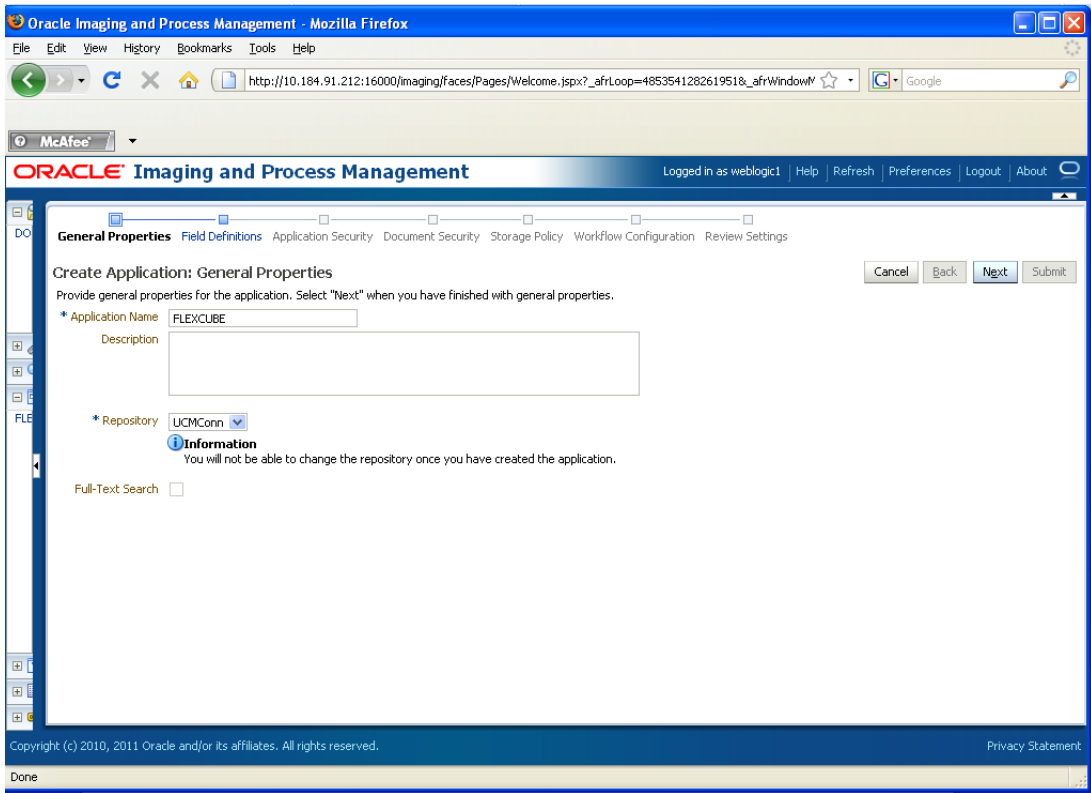 Oracle Imaging and Process Management - Mozilla Firefox
File Edit View History Bookmarks Tools Help
http://10.184.91.212:16000/imaging/faces/Pages/Welcome.jspx?_afrLoop=485354128261951&_afrWindowM
G Google
McAfee
ORACLE Imaging and Process Management
Logged in as weblogic1 | Help | Refresh | Preferences | Logout | About
DO
General Properties Field Definitions Application Security Document Security Storage Policy Workflow Configuration Review Settings
Create Application: General Properties
Cancel Back Next Submit
Provide general properties for the application. Select "Next" when you have finished with general properties.
* Application Name FLEXCUBE
Description
FLE
* Repository UCMConn
Information
You will not be able to change the repository once you have created the application.
Full-Text Search
Copyright (c) 2010, 2011 Oracle and/or its affiliates. All rights reserved.
Privacy Statement
Done